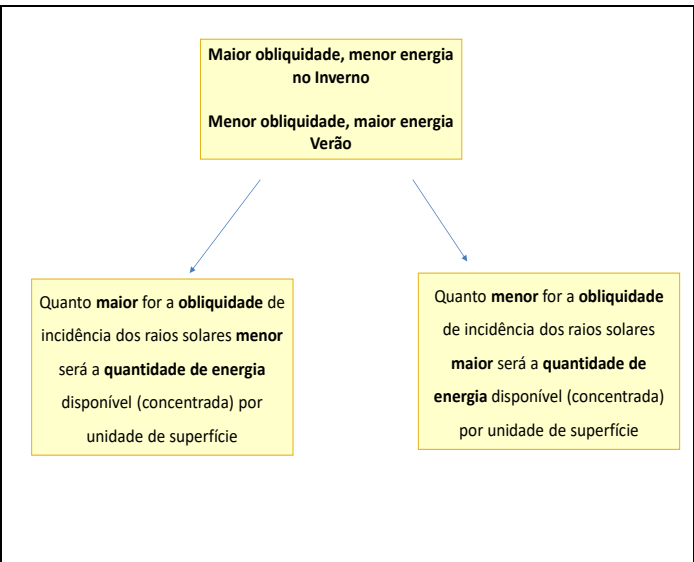 Maior obliquidade, menor energia
no Inverno
Menor obliquidade, maior energia
Verão
Quanto maior for a obliquidade de
incidência dos raios solares menor
será a quantidade de energia
disponível (concentrada) por
unidade de superfície
Quanto menor for a obliquidade
de incidência dos raios solares
maior será a quantidade de
energia disponível (concentrada)
por unidade de superfície